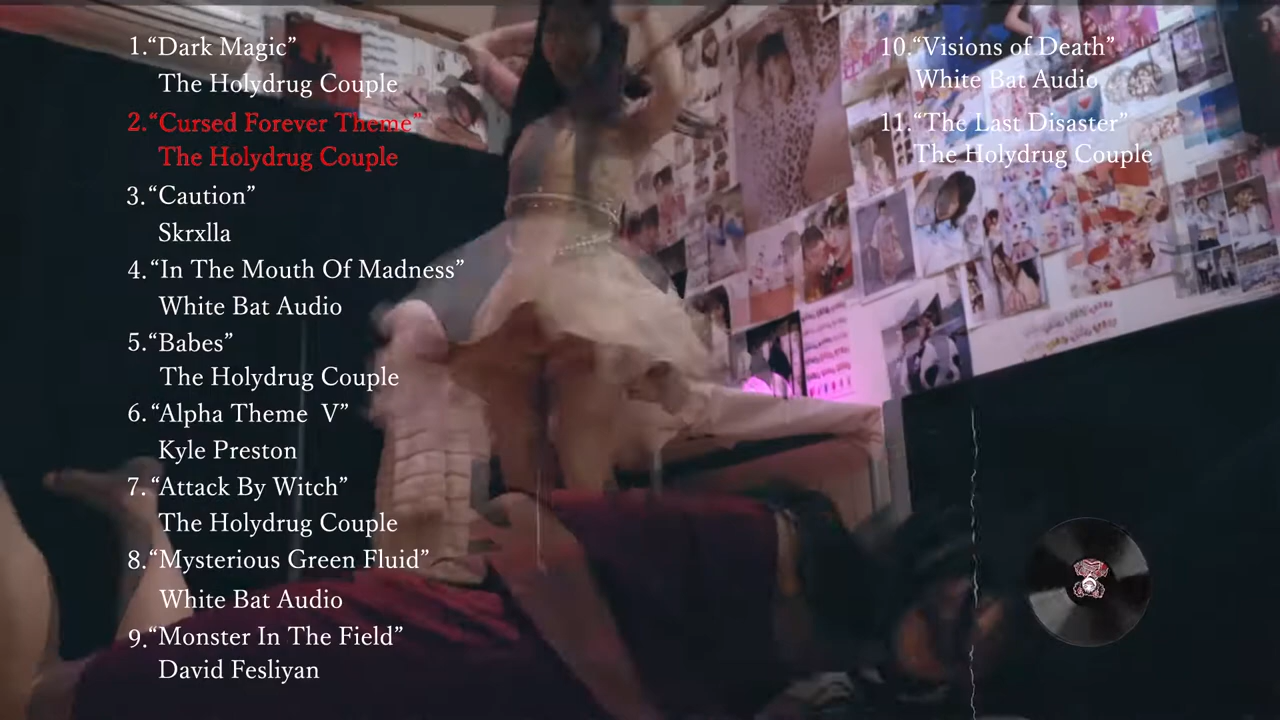 1.“Dark Magic”
The Holydrug Couple
2.“Cursed Forever Theme”
The Holydrug Couple
3.“Caution”
Skrxlla
4.“In The Mouth Of Madness”
White Bat Audio
5.“Babes”
The Holydrug Couple
6.“Alpha Theme  V”
Kyle Preston
7. “Attack By Witch”
The Holydrug Couple
8.“Mysterious Green Fluid”
White Bat Audio
9.“Monster In The Field”
David Fesliyan
10.“Visions of Death”
White Bat Audio
11.“The Last Disaster”
The Holydrug Couple